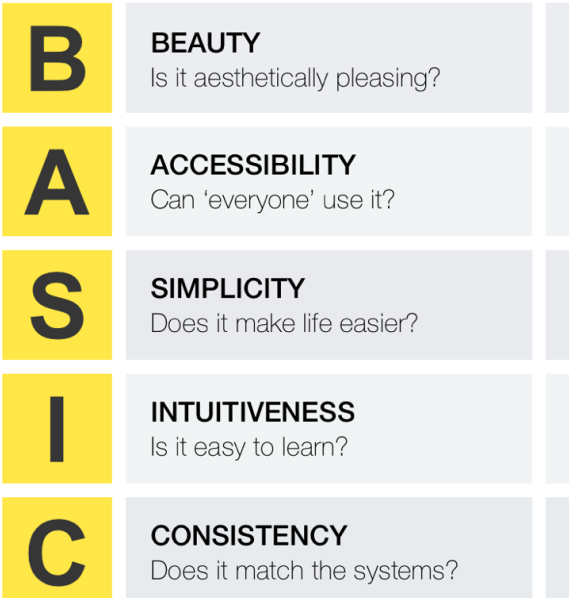 B
BEAUTY
Is it aesthetically pleasing?
A
ACCESSIBILITY
Can ‘everyone’ use it?
S
SIMPLICITY
Does it make life easier?
I
INTUITIVENESS
Is it easy to learn?
C
CONSISTENCY
Does it match the systems?